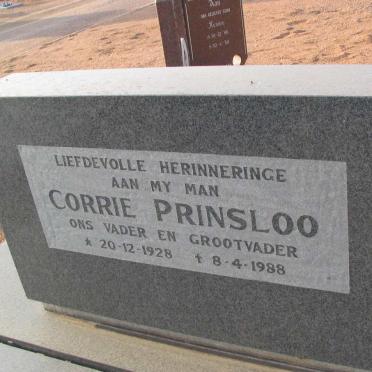 LIEFDEVOLLE HERINNERINGE
AAN MY MAN
CORRIE PRINSLOO
ONS VADER EN GROOTVADER
* 20-12-1928 † 8-4-1988